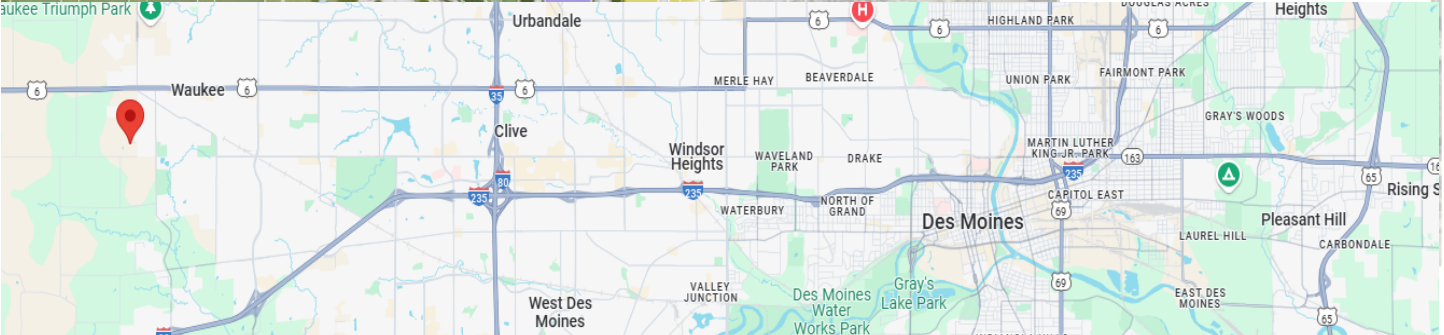 aukee Triumph Park
Urbandale
6
H
6
HIGHLAND PARK
DOUGLAS ACRES
6
Heights
6
Waukee
6
35
6
MERLE HAY
BEAVERDALE
UNION PARK
FAIRMONT PARK
GRAY'S WOODS
Clive
Windsor
Heights
WAVELAND
PARK
DRAKE
MARTIN LUTHER
KING JR. PARK
163
235
65
Rising S
80
235
235
WATERBURY
NORTH OF
GRAND
CAPITOL EAST
69
Des Moines
Pleasant Hill
LAUREL HILL
CARBONDALE
VALLEY
JUNCTION
West Des
Moines
Des Moines
Water
Works Park
Gray's
Lake Park
69
EAST DES
MOINES
65